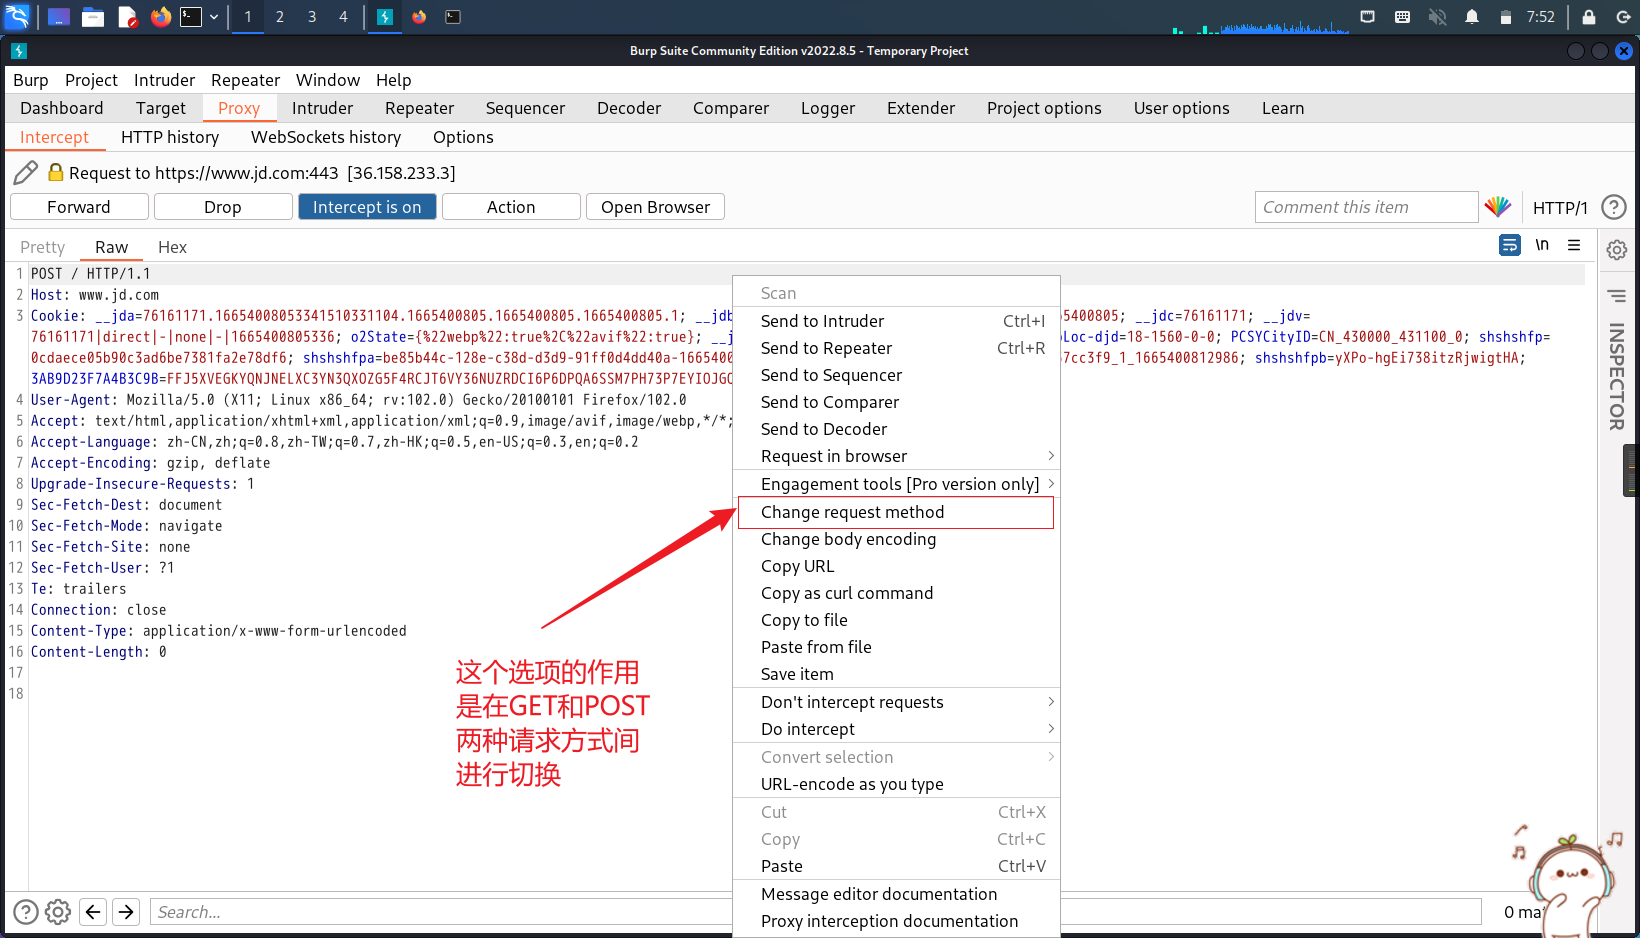 1 2 3 4 7:52
Burp Suite Community Edition v2022.8.5 - Temporary Project
Burp Project Intruder Repeater Window Help
Dashboard Target Proxy Intruder Repeater Sequencer Decoder Comparer Logger Extender Project options User options Learn
Intercept HTTP history WebSockets history Options
Request to https://www.jd.com:443 [36.158.233.3]
Forward Drop Intercept is on Action Open Browser Comment this item HTTP/1 ?
Pretty Raw Hex \n
1 POST / HTTP/1.1
2 Host: www.jd.com
3 Cookie: __jda=76161171.16654008053341510331104.1665400805.1665400805.1665400805.1; __jdb 5400805; __jdc=76161171; __jdv=
76161171|direct|-|none|-|1665400805336; o2State={%22webp%22:true%2C%22avif%22:true}; __j pLoc-djd=18-1560-0-0; PCSYCityID=CN_430000_431100_0; shshshfp=
0cdaece05b90c3ad6be7381fa2e78df6; shshshfpa=be85b44c-128e-c38d-d3d9-91ff0d4dd40a-1665400 7cc3f9_1_1665400812986; shshshfpb=yXPo-hgEi738itzRjwigtHA;
3AB9D23F7A4B3C9B=FFJ5XVEGKYQNJNELXC3YN3QXOZG5F4RCJT6VY36NUZRDCI6P6DPQA6SSM7PH73P7EYIOJGC
4 User-Agent: Mozilla/5.0 (X11; Linux x86_64; rv:102.0) Gecko/20100101 Firefox/102.0
5 Accept: text/html,application/xhtml+xml,application/xml;q=0.9,image/avif,image/webp,*/*;
6 Accept-Language: zh-CN,zh;q=0.8,zh-TW;q=0.7,zh-HK;q=0.5,en-US;q=0.3,en;q=0.2
7 Accept-Encoding: gzip, deflate
8 Upgrade-Insecure-Requests: 1
9 Sec-Fetch-Dest: document
10 Sec-Fetch-Mode: navigate
11 Sec-Fetch-Site: none
12 Sec-Fetch-User: ?1
13 Te: trailers
14 Connection: close
15 Content-Type: application/x-www-form-urlencoded
16 Content-Length: 0
17
18
Scan
Send to Intruder Ctrl+I
Send to Repeater Ctrl+R
Send to Sequencer
Send to Comparer
Send to Decoder
Request in browser
Engagement tools [Pro version only]
Change request method
Change body encoding
Copy URL
Copy as curl command
Copy to file
Paste from file
Save item
Don't intercept requests
Do intercept
Convert selection
URL-encode as you type
Cut Ctrl+X
Copy Ctrl+C
Paste Ctrl+V
Message editor documentation
Proxy interception documentation
这个选项的作用
是在GET和POST
两种请求方式间
进行切换
INSPECTOR
? Search... 0 mat